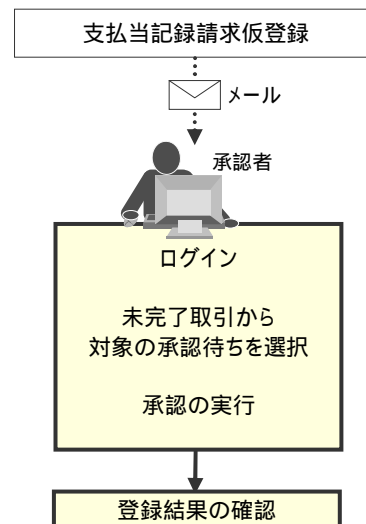 支払当記録請求仮登録
メール
承認者
ログイン
未完了取引から
対象の承認待ちを選択
承認の実行
登録結果の確認